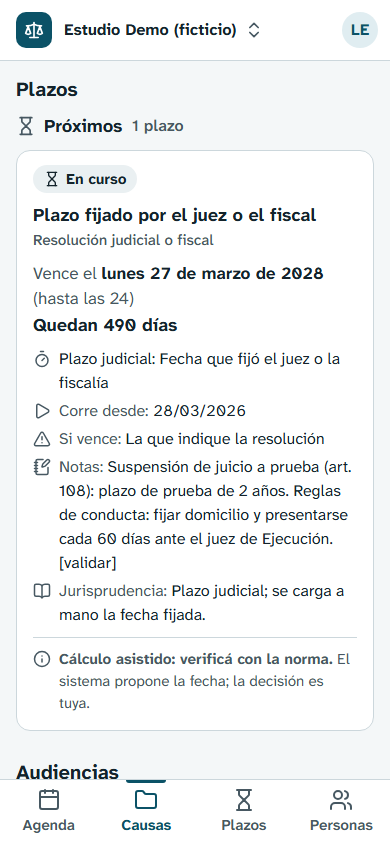 Estudio Demo (ficticio)
LE
Plazos
Próximos 1 plazo
En curso
Plazo fijado por el juez o el fiscal
Resolución judicial o fiscal
Vence el lunes 27 de marzo de 2028
(hasta las 24)
Quedan 490 días
Plazo judicial: Fecha que fijó el juez o la
fiscalía
Corre desde: 28/03/2026
Si vence: La que indique la resolución
Notas: Suspensión de juicio a prueba (art.
108): plazo de prueba de 2 años. Reglas
de conducta: fijar domicilio y presentarse
cada 60 días ante el juez de Ejecución.
[validar]
Jurisprudencia: Plazo judicial; se carga a
mano la fecha fijada.
Cálculo asistido: verificá con la norma. El
sistema propone la fecha; la decisión es
tuya.
Audiencias
Agenda
Causas
Plazos
Personas